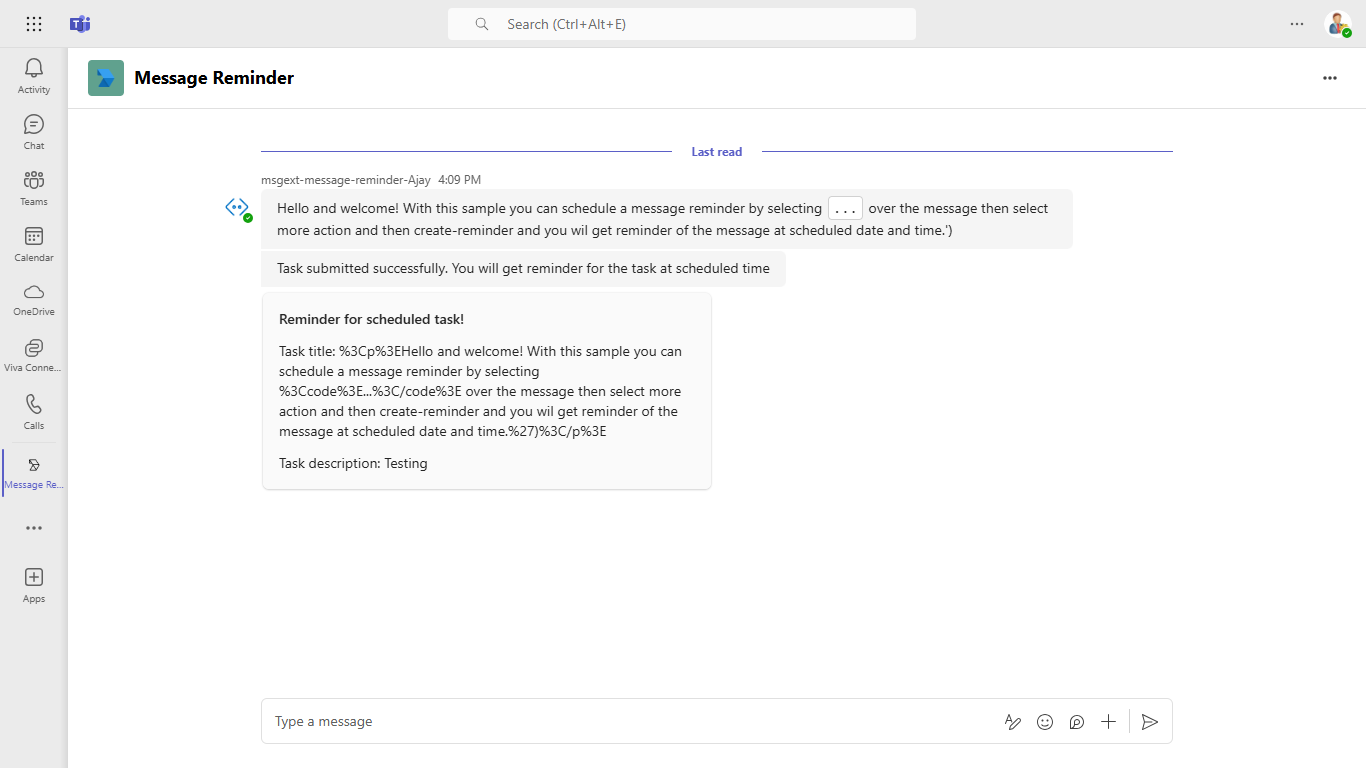 Search (Ctrl+Alt+E)
Activity
Chat
Teams
Calendar
OneDrive
Viva Conne...
Calls
Message Re...
Apps
Message Reminder
Last read
msgext-message-reminder-Ajay 4:09 PM
Hello and welcome! With this sample you can schedule a message reminder by selecting ... over the message then select
more action and then create-reminder and you wil get reminder of the message at scheduled date and time.')
Task submitted successfully. You will get reminder for the task at scheduled time
Reminder for scheduled task!
Task title: %3Cp%3EHello and welcome! With this sample you can
schedule a message reminder by selecting
%3Ccode%3E...%3C/code%3E over the message then select more
action and then create-reminder and you wil get reminder of the
message at scheduled date and time.%27)%3C/p%3E
Task description: Testing
Type a message